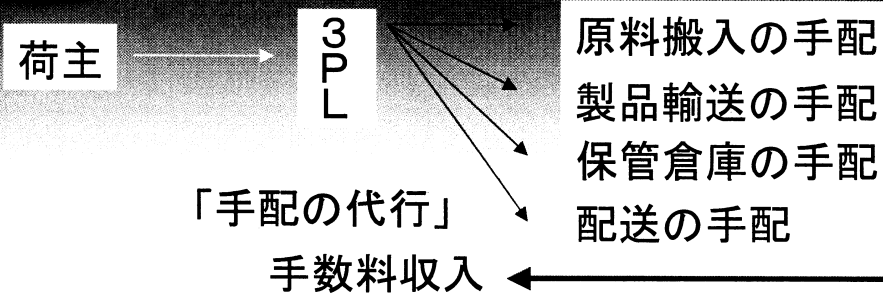 荷主
3PL
原料搬入の手配
製品輸送の手配
保管倉庫の手配
配送の手配
「手配の代行」
手数料収入